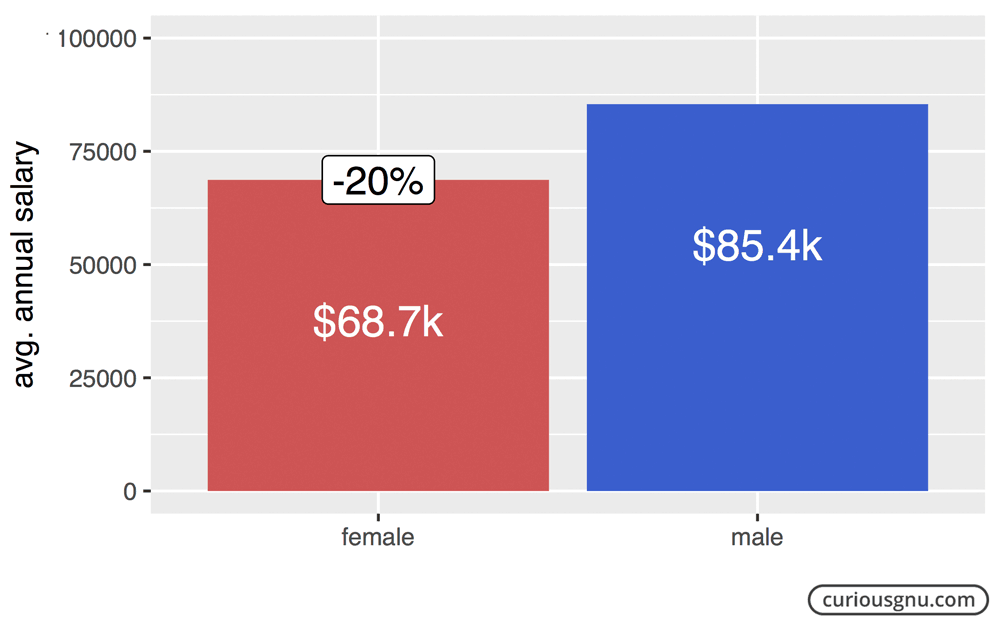 avg. annual salary
100000
75000
50000
25000
0
-20%
$68.7k
$85.4k
female
male
curiousgnu.com